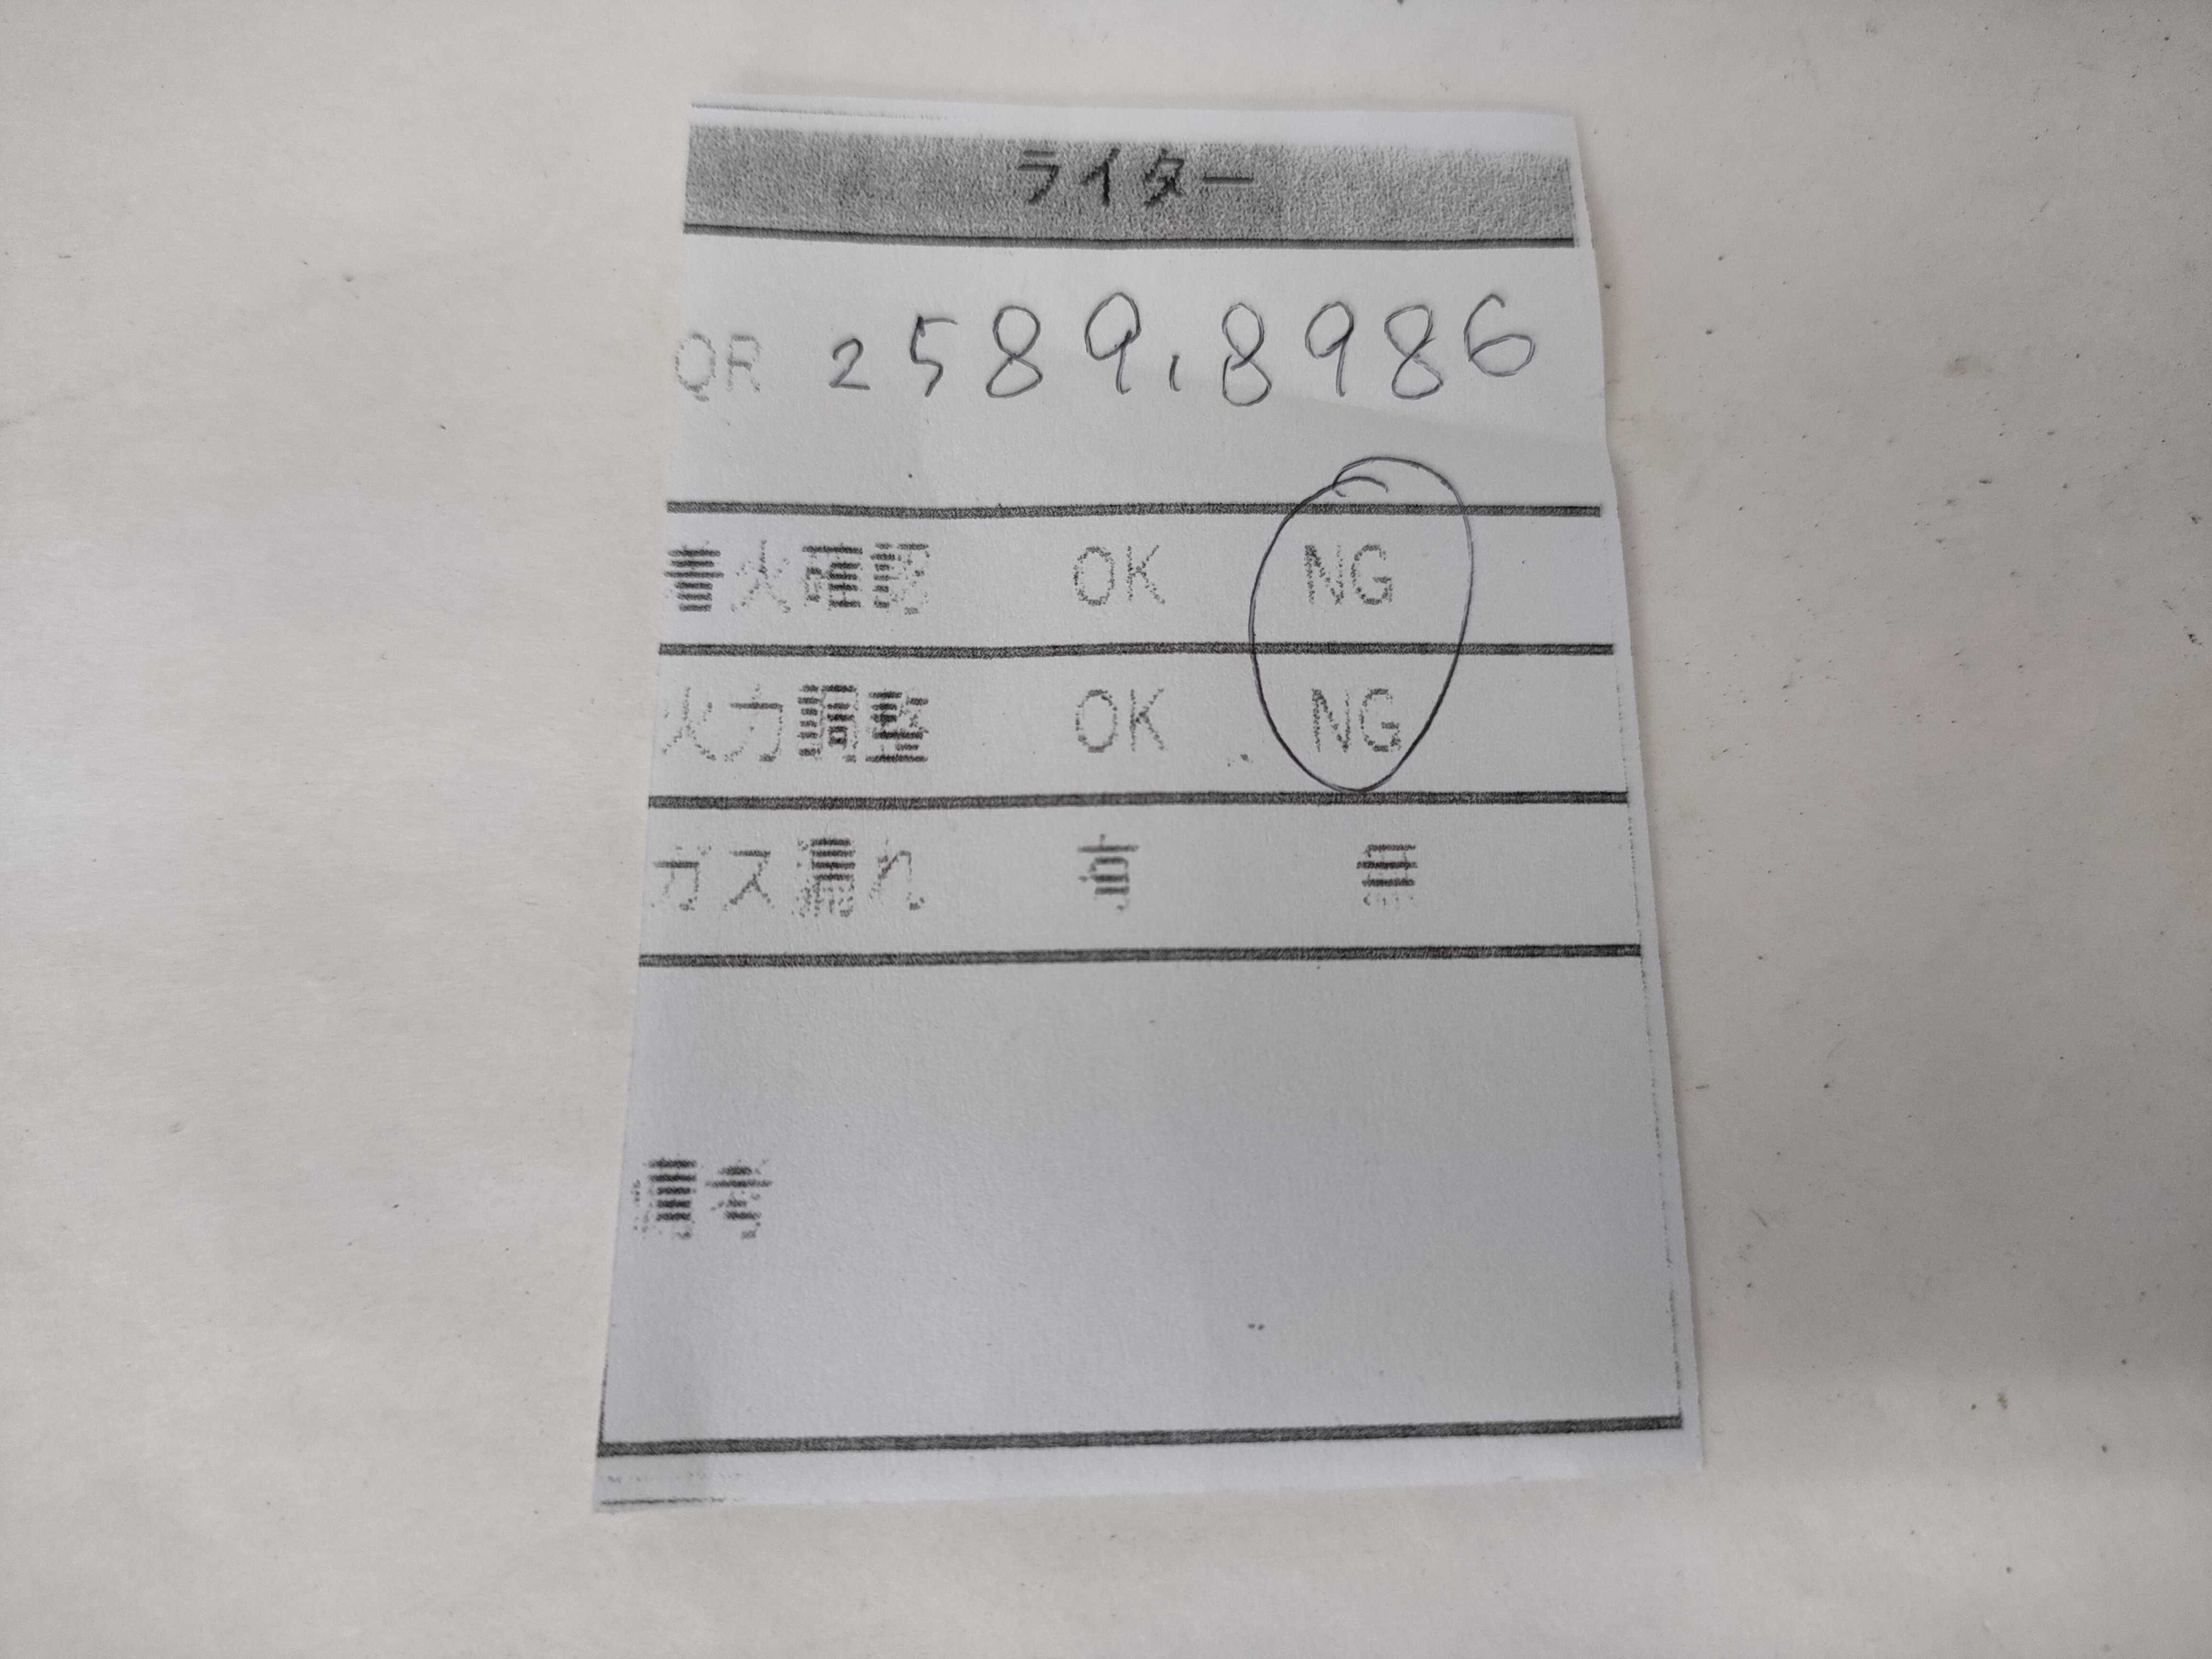 ライター
QR 2589.8986
着火確認 OK NG
火力調整 OK NG
ガス漏れ 有 無
備考